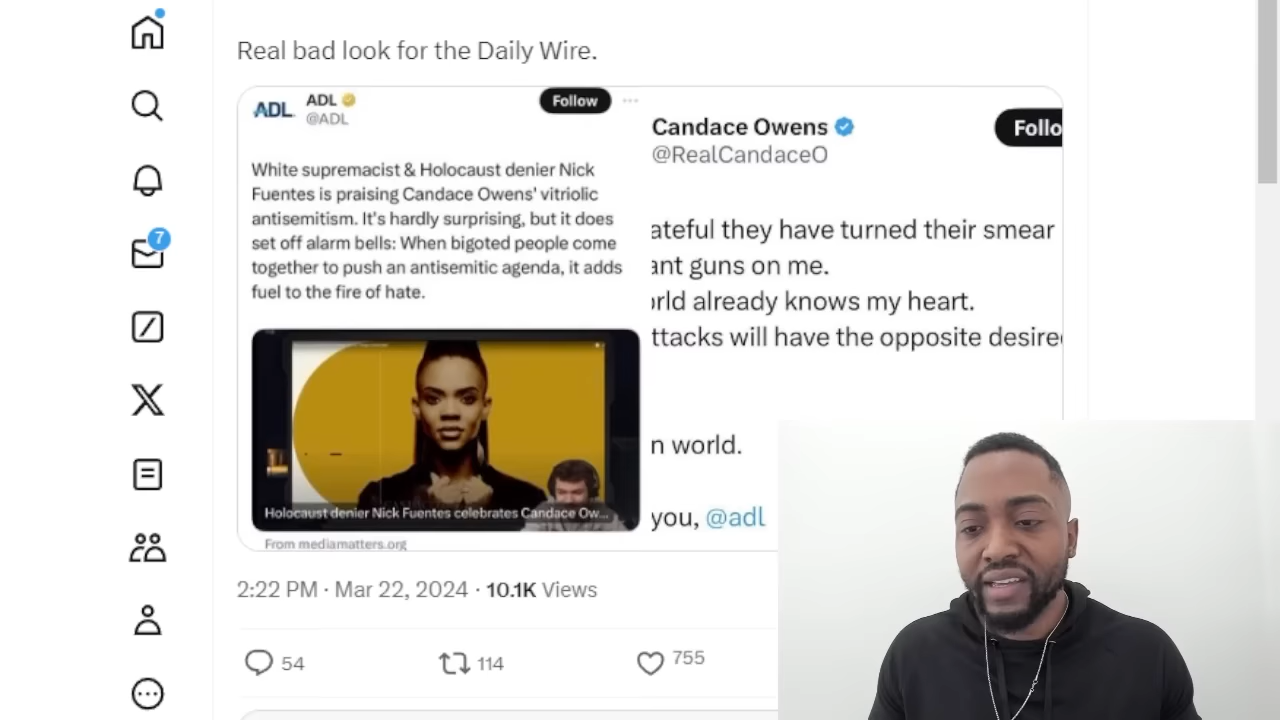 Real bad look for the Daily Wire.
ADL
ADL
@ADL
Follow
White supremacist & Holocaust denier Nick
Fuentes is praising Candace Owens' vitriolic
antisemitism. It's hardly surprising, but it does
set off alarm bells: When bigoted people come
together to push an antisemitic agenda, it adds
fuel to the fire of hate.
Holocaust denier Nick Fuentes celebrates Candace Ow...
From mediamatters.org
Candace Owens
@RealCandaceO
Follo
ateful they have turned their smear
ant guns on me.
orld already knows my heart.
ttacks will have the opposite desire
n world.
you, @adl
2:22 PM · Mar 22, 2024 · 10.1K Views
54 114 755
7